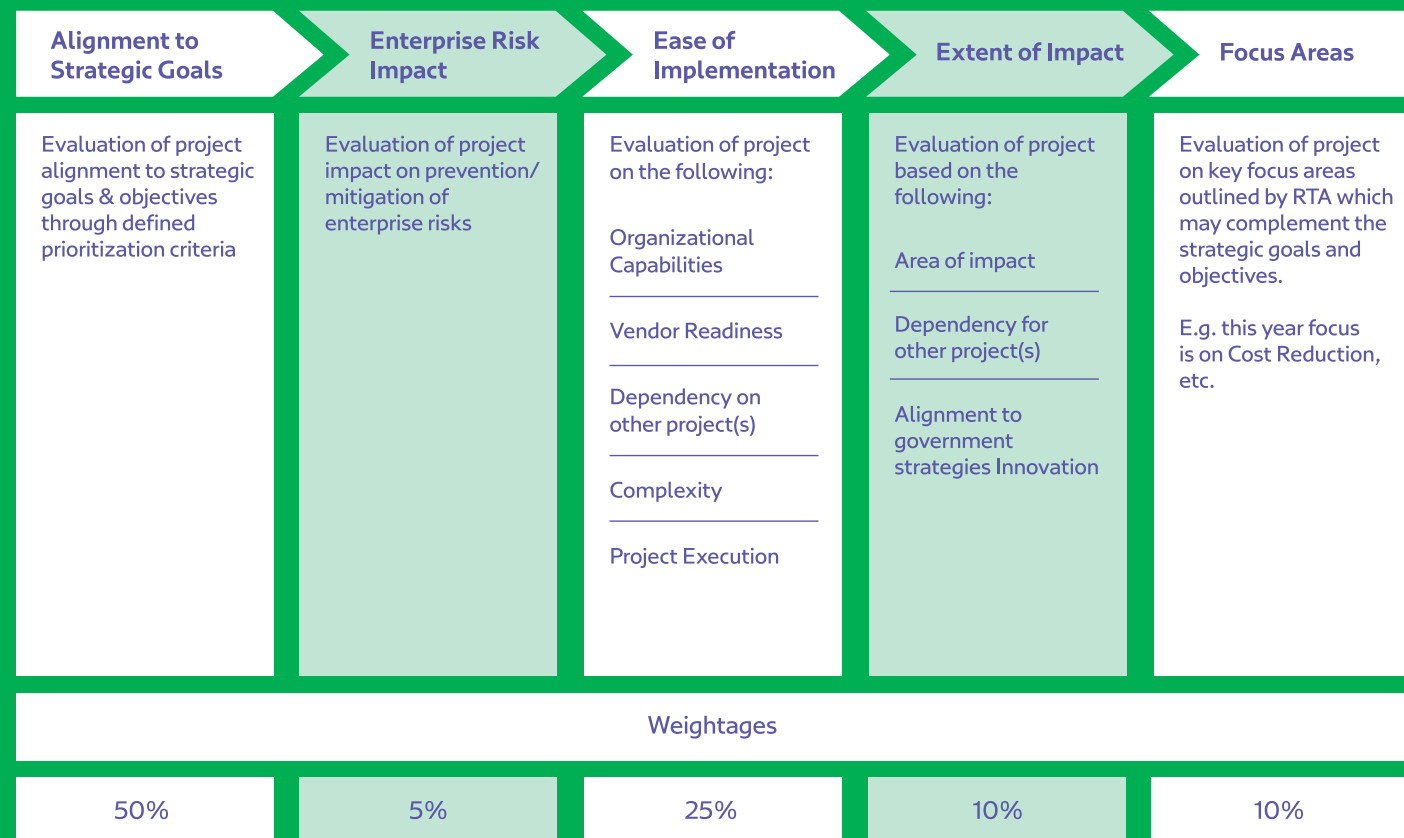 Alignment to
Strategic Goals
Enterprise Risk
Impact
Ease of
Implementation
Extent of Impact
Focus Areas
Evaluation of project
alignment to strategic
goals & objectives
through defined
prioritization criteria
Evaluation of project
impact on prevention/
mitigation of
enterprise risks
Evaluation of project
on the following:
Organizational
Capabilities
Vendor Readiness
Dependency on
other project(s)
Complexity
Project Execution
Evaluation of project
based on the
following:
Area of impact
Dependency for
other project(s)
Alignment to
government
strategies Innovation
Evaluation of project
on key focus areas
outlined by RTA which
may complement the
strategic goals and
objectives.
E.g. this year focus
is on Cost Reduction,
etc.
Weightages
50%
5%
25%
10%
10%